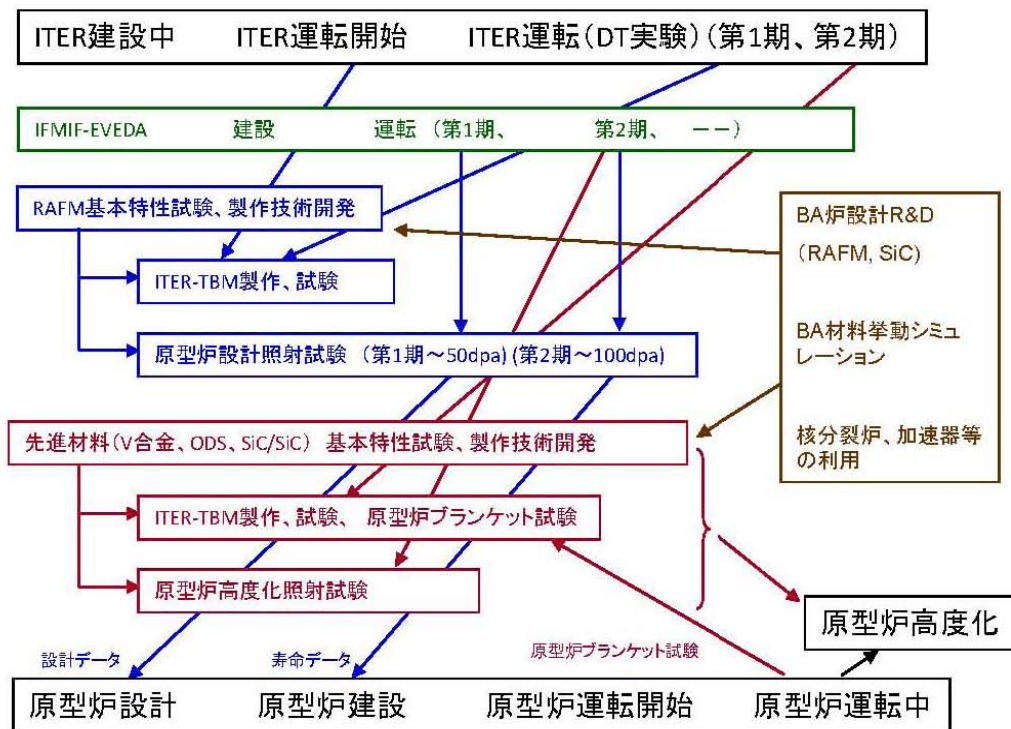 ITER建設中 ITER運転開始 ITER運転(DT実験)(第1期、第2期)
IFMIF-EVEDA 建設 運転 (第1期、 第2期、 ーー)
RAFM基本特性試験、製作技術開発
ITER-TBM製作、試験
原型炉設計照射試験 (第1期～50dpa) (第2期～100dpa)
BA炉設計R&D
(RAFM, SiC)
BA材料挙動シミュ
レーション
核分裂炉、加速器等
の利用
先進材料(V合金、ODS、SiC/SiC) 基本特性試験、製作技術開発
ITER-TBM製作、試験、 原型炉ブランケット試験
原型炉高度化照射試験
原型炉高度化
設計データ
寿命データ
原型炉ブランケット試験
原型炉設計 原型炉建設 原型炉運転開始 原型炉運転中